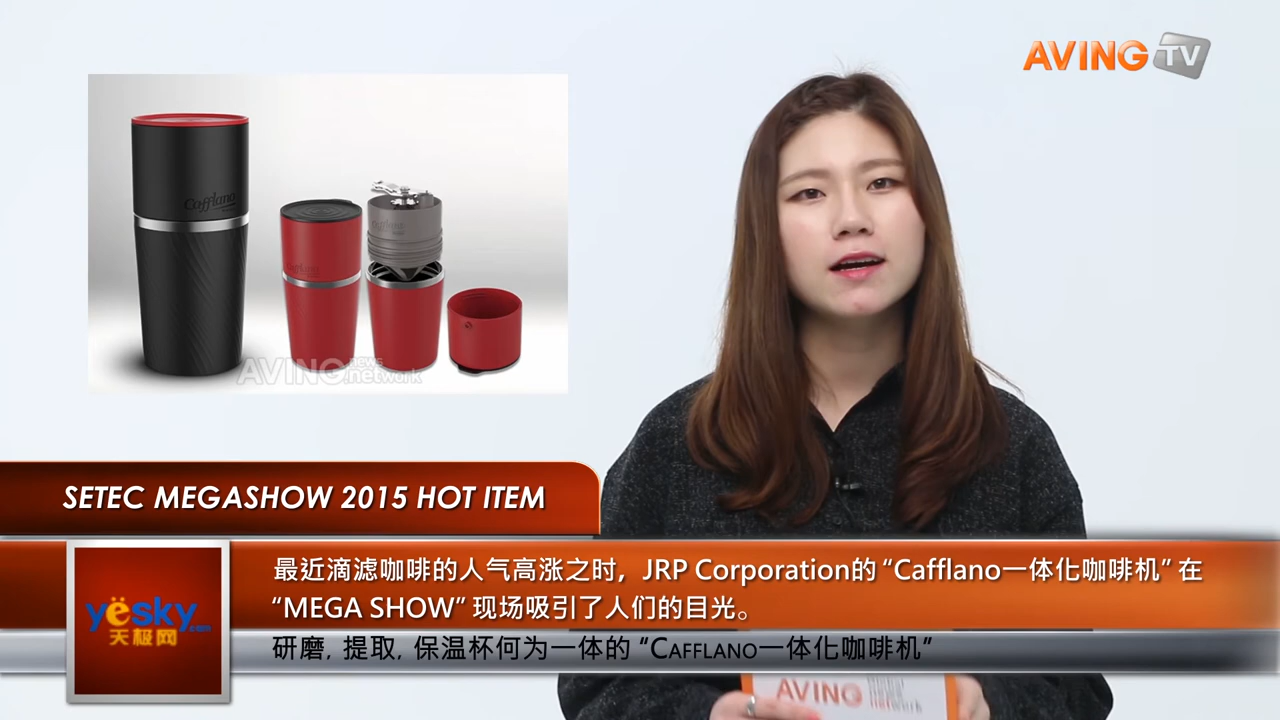 AVING TV
Cafflano
AVING news
network
SETEC MEGASHOW 2015 HOT ITEM
最近滴滤咖啡的人气高涨之时，JRP Corporation的 “Cafflano一体化咖啡机” 在
“MEGA SHOW” 现场吸引了人们的目光。
yësky.com
天极网
研磨, 提取, 保温杯何为一体的 “CAFFLANO一体化咖啡机”
AVING
network